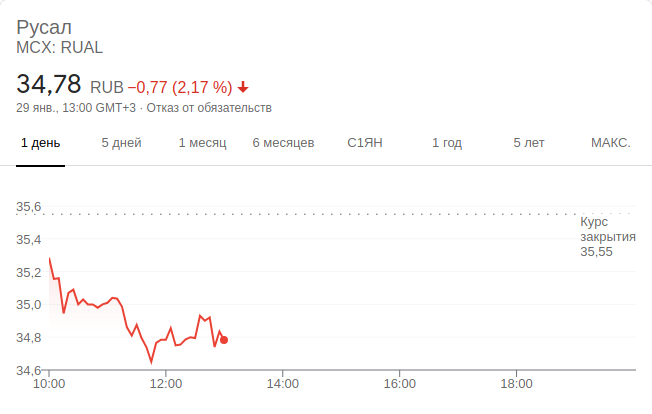 Русал
MCX: RUAL
34,78 RUB −0,77 (2,17 %)
29 янв., 13:00 GMT+3 · Отказ от обязательств
1 день 5 дней 1 месяц 6 месяцев С1ЯН 1 год 5 лет МАКС.
35,6
Курс
закрытия
35,55
35,4
35,2
35,0
34,8
34,6
10:00 12:00 14:00 16:00 18:00